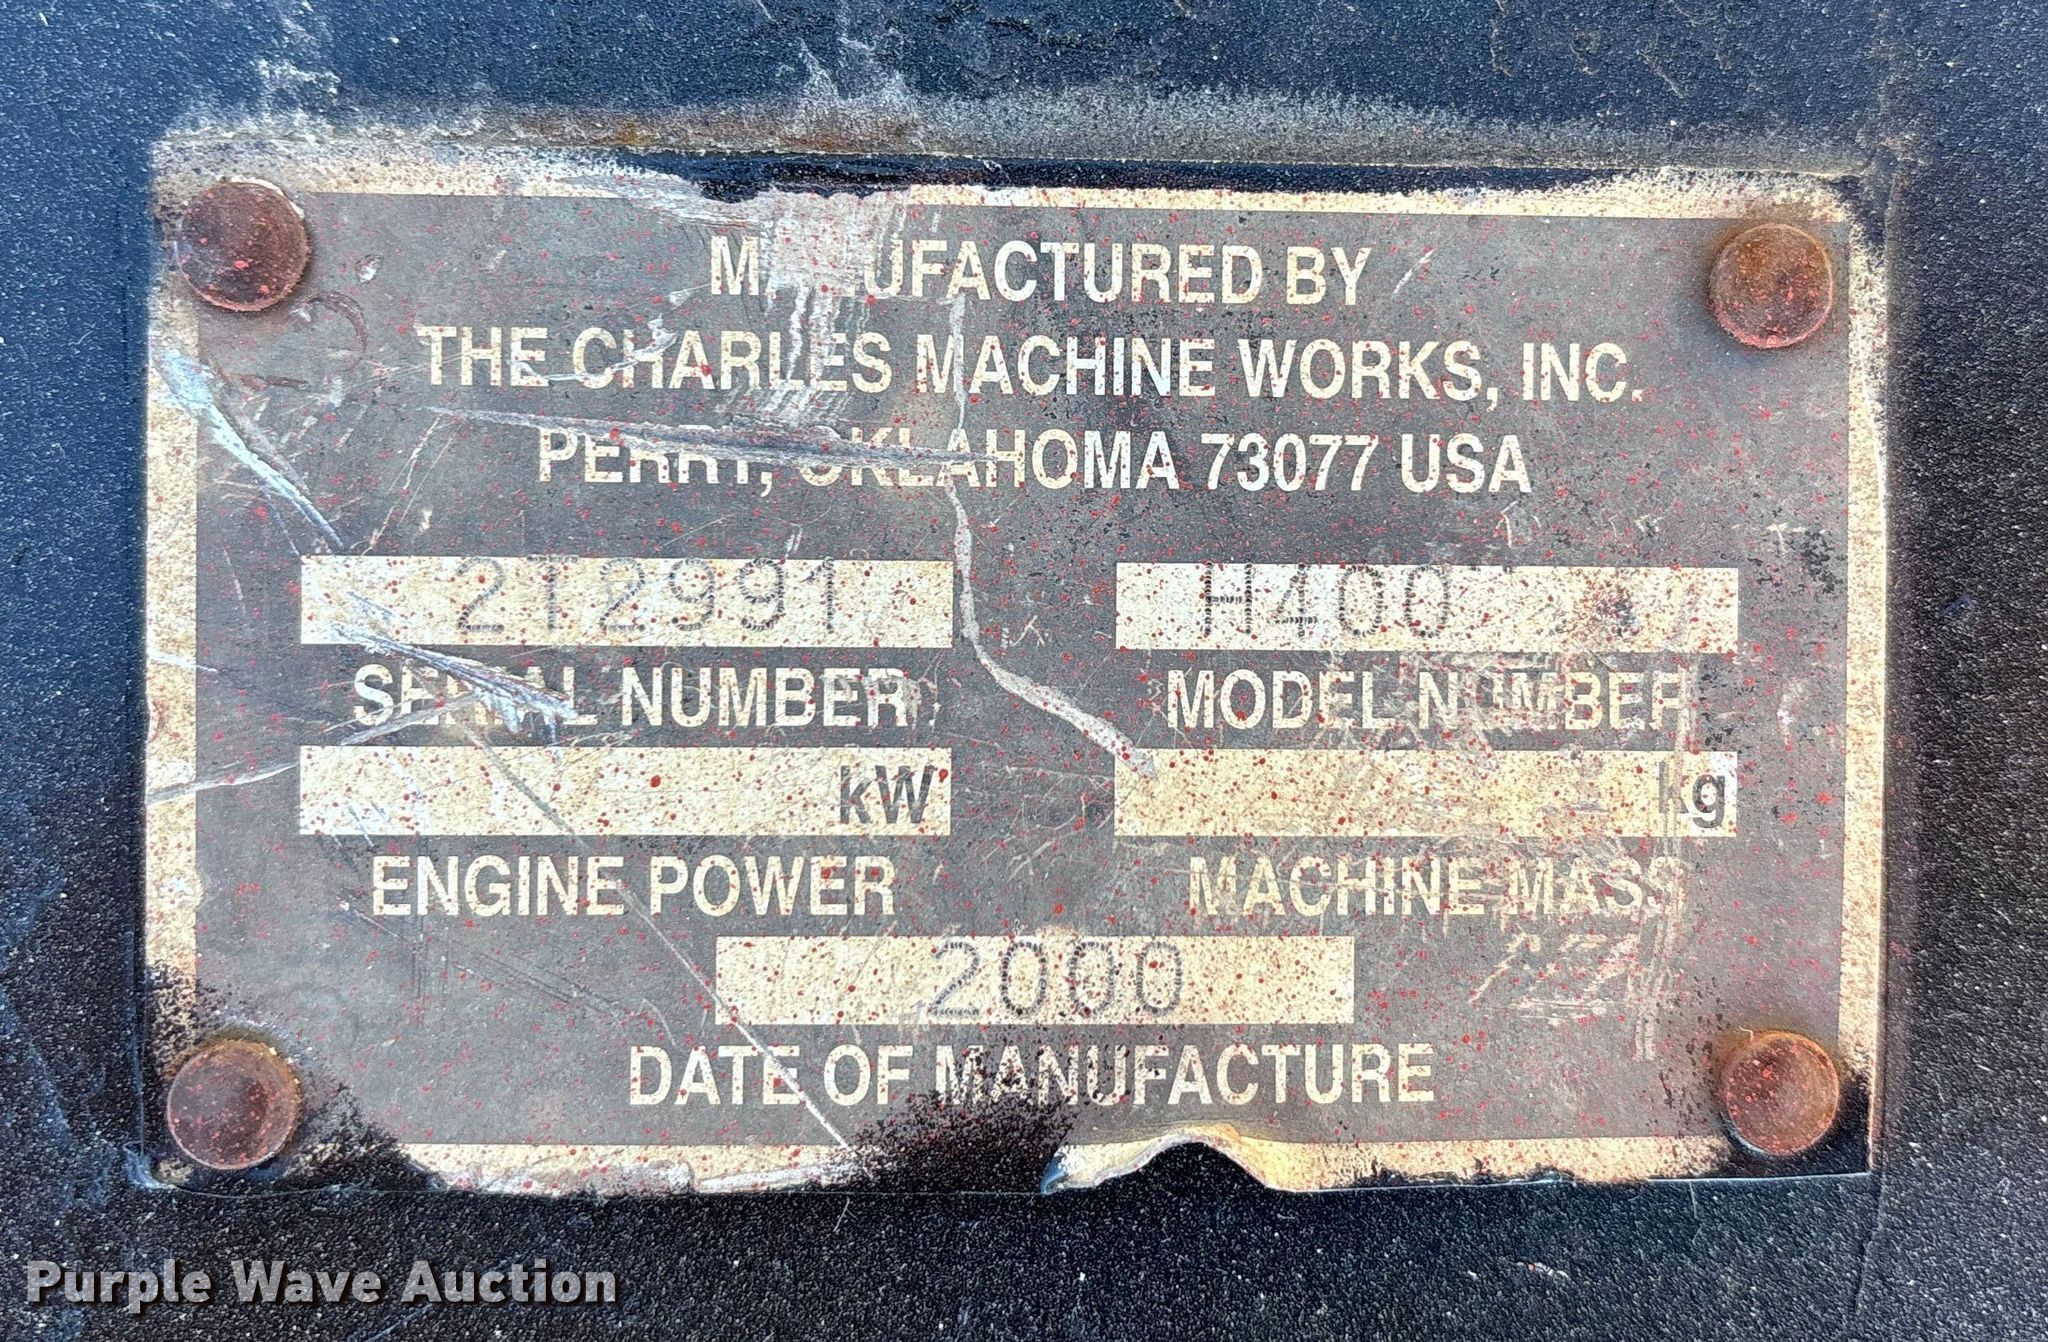 MANUFACTURED BY
THE CHARLES MACHINE WORKS, INC.
PERRY, OKLAHOMA 73077 USA
2T2991 H400
SERIAL NUMBER MODEL NUMBER
kW kg
ENGINE POWER MACHINE MASS
2000
DATE OF MANUFACTURE
Purple Wave Auction